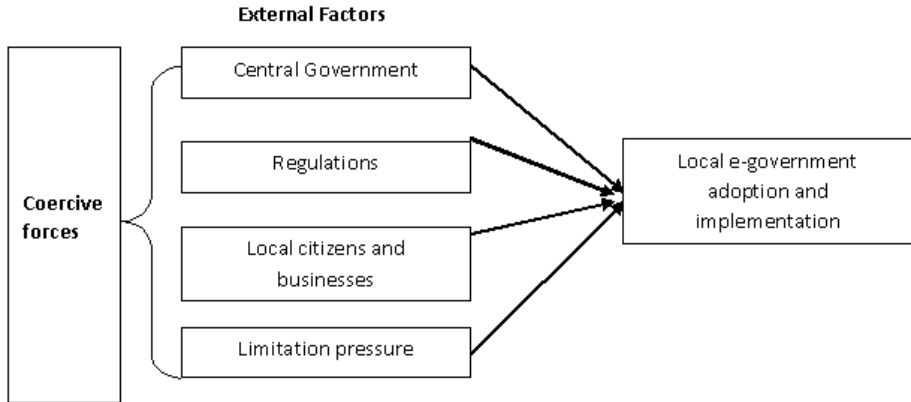 External Factors
Central Government
Regulations
Coercive
forces
Local citizens and
businesses
Limitation pressure
Local e-government
adoption and
implementation